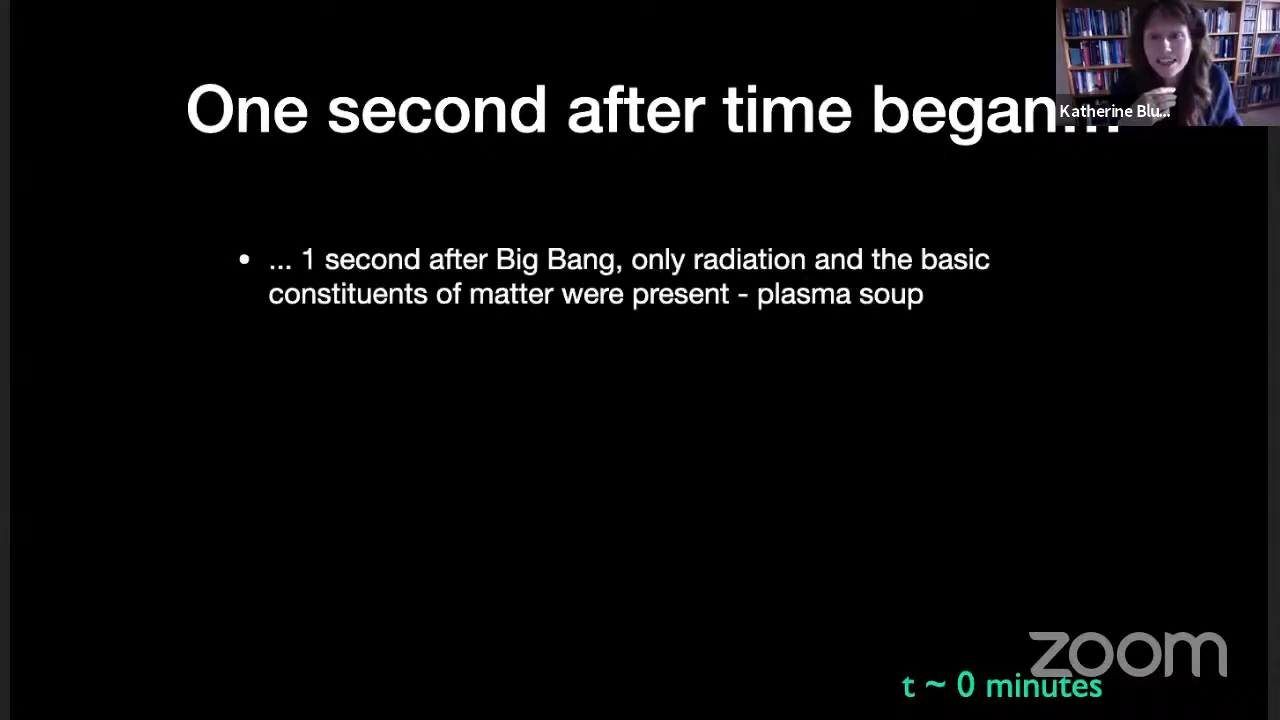 One second after time began...
Katherine Blu...
• ... 1 second after Big Bang, only radiation and the basic
constituents of matter were present - plasma soup
zoom
t ~ 0 minutes